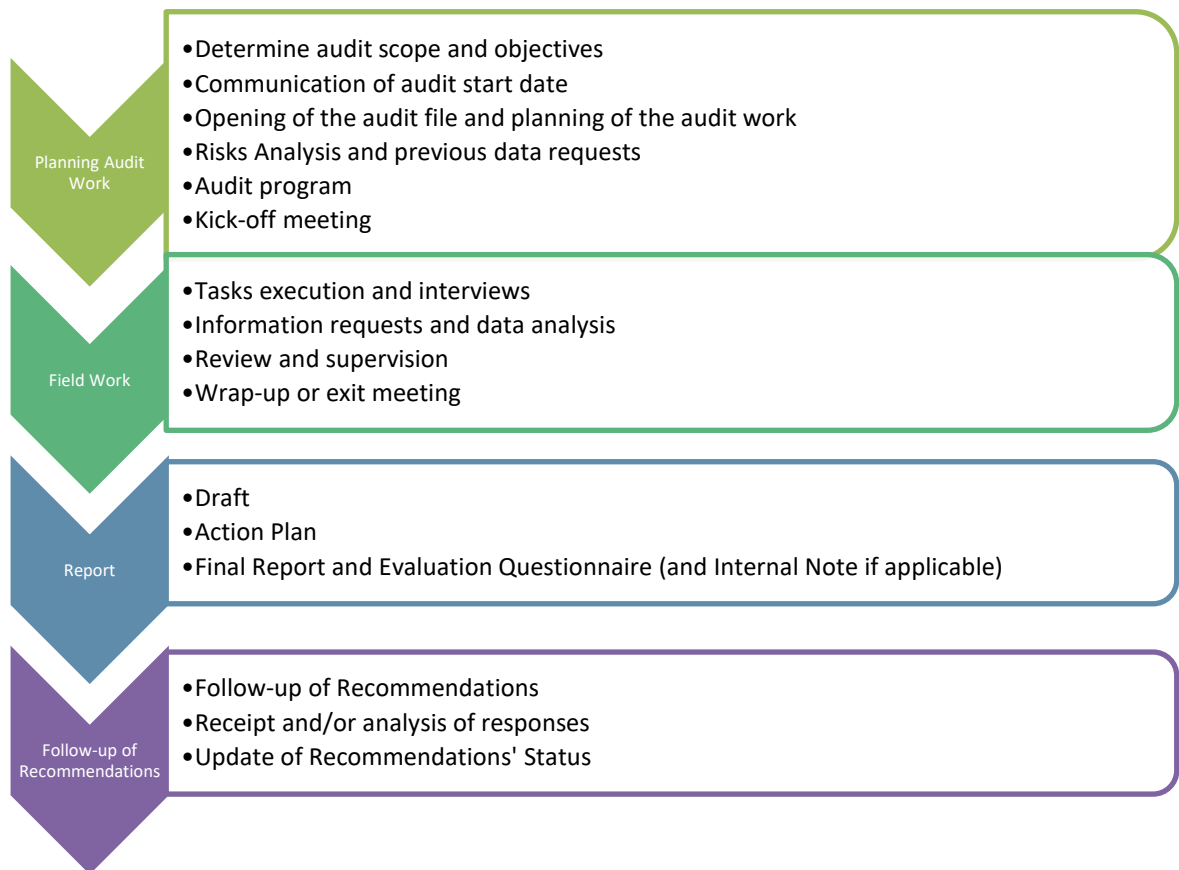 Planning Audit
Work
•Determine audit scope and objectives
•Communication of audit start date
•Opening of the audit file and planning of the audit work
•Risks Analysis and previous data requests
•Audit program
•Kick-off meeting
Field Work
•Tasks execution and interviews
•Information requests and data analysis
•Review and supervision
•Wrap-up or exit meeting
Report
•Draft
•Action Plan
•Final Report and Evaluation Questionnaire (and Internal Note if applicable)
Follow-up of
Recommendations
•Follow-up of Recommendations
•Receipt and/or analysis of responses
•Update of Recommendations' Status